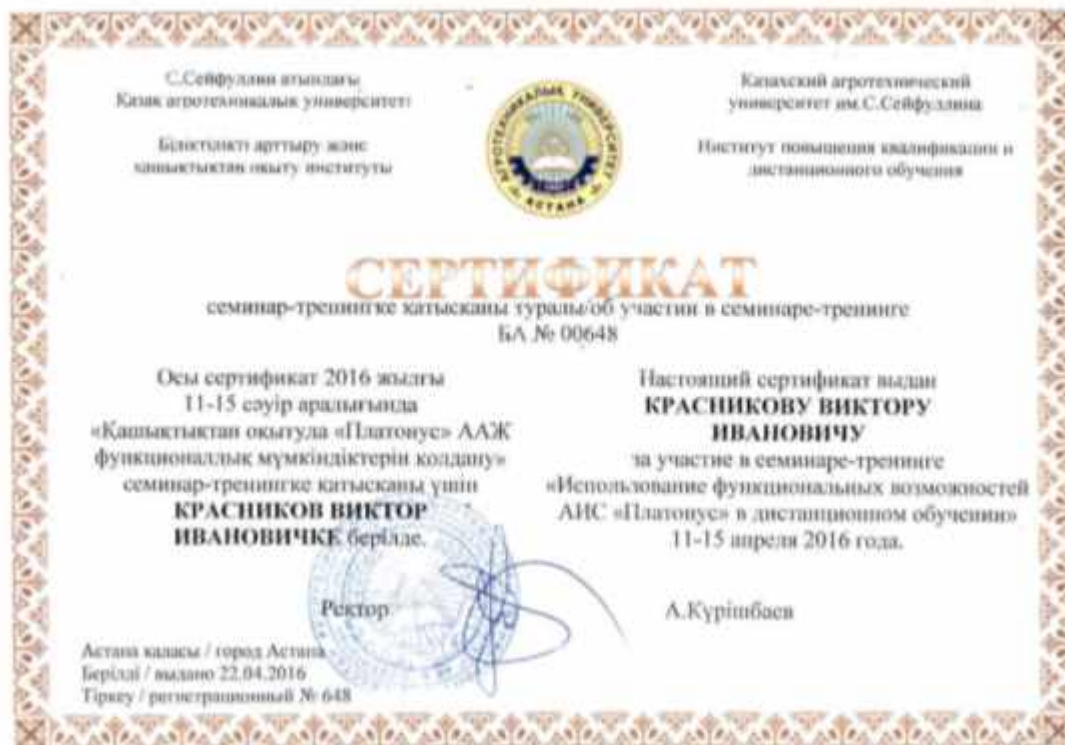 С.Сейфуллин атындағы
Қазақ агротехникалық университеті
Біліктілікті арттыру және
қашықтықтан оқыту институты
АГРОТЕХНИКАЛЫҚ УНИВЕРСИТЕТ
АСТАНА
Казахский агротехнический
университет им.С.Сейфуллина
Институт повышения квалификации и
дистанционного обучения
СЕРТИФИКАТ
семинар-тренингке қатысқаны туралы/об участии в семинаре-тренинге
БА № 00648
Осы сертификат 2016 жылғы
11-15 сәуір аралығында
«Қашықтықтан оқытуда «Платонус» ААЖ
функционалдық мүмкіндіктерін қолдану»
семинар-тренингке қатысқаны үшін
КРАСНИКОВ ВИКТОР
ИВАНОВИЧКЕ берілде.
Настоящий сертификат выдан
КРАСНИКОВУ ВИКТОРУ
ИВАНОВИЧУ
за участие в семинаре-тренинге
«Использование функциональных возможностей
АИС «Платонус» в дистанционном обучении»
11-15 апреля 2016 года.
Ректор
А.Күрішбаев
Астана қаласы / город Астана
Берілді / выдано 22.04.2016
Тіркеу / регистрационный № 648